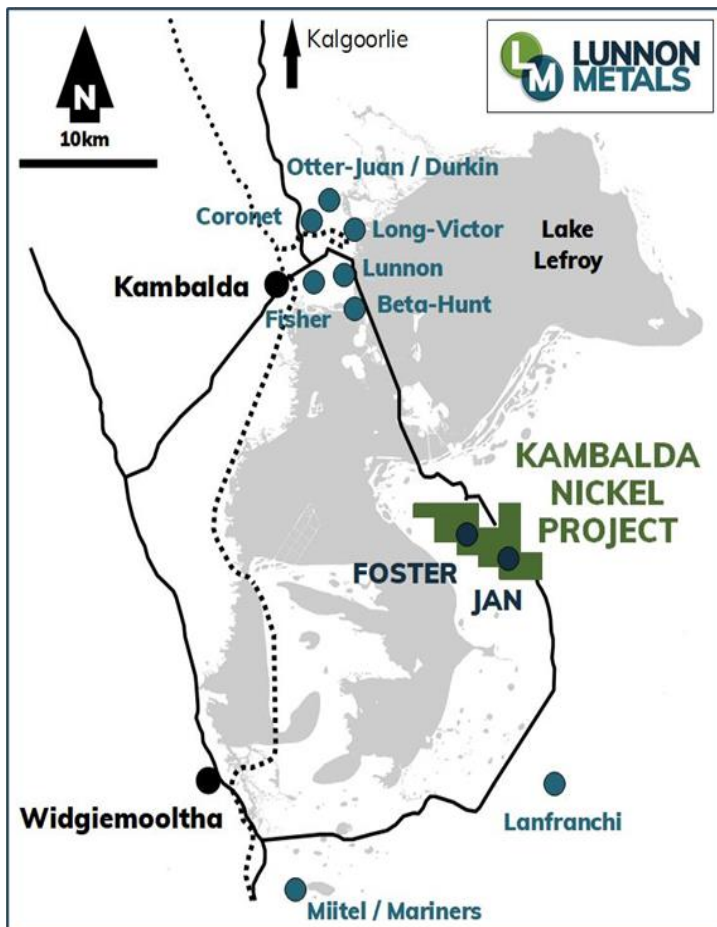 Kalgoorlie
LM LUNNON
METALS
N
10km
Otter-Juan / Durkin
Coronet
Long-Victor
Lake
Lefroy
Kambalda
Lunnon
Fisher
Beta-Hunt
KAMBALDA
NICKEL
PROJECT
FOSTER
JAN
Widgiemooltha
Lanfranchi
Miitel / Mariners